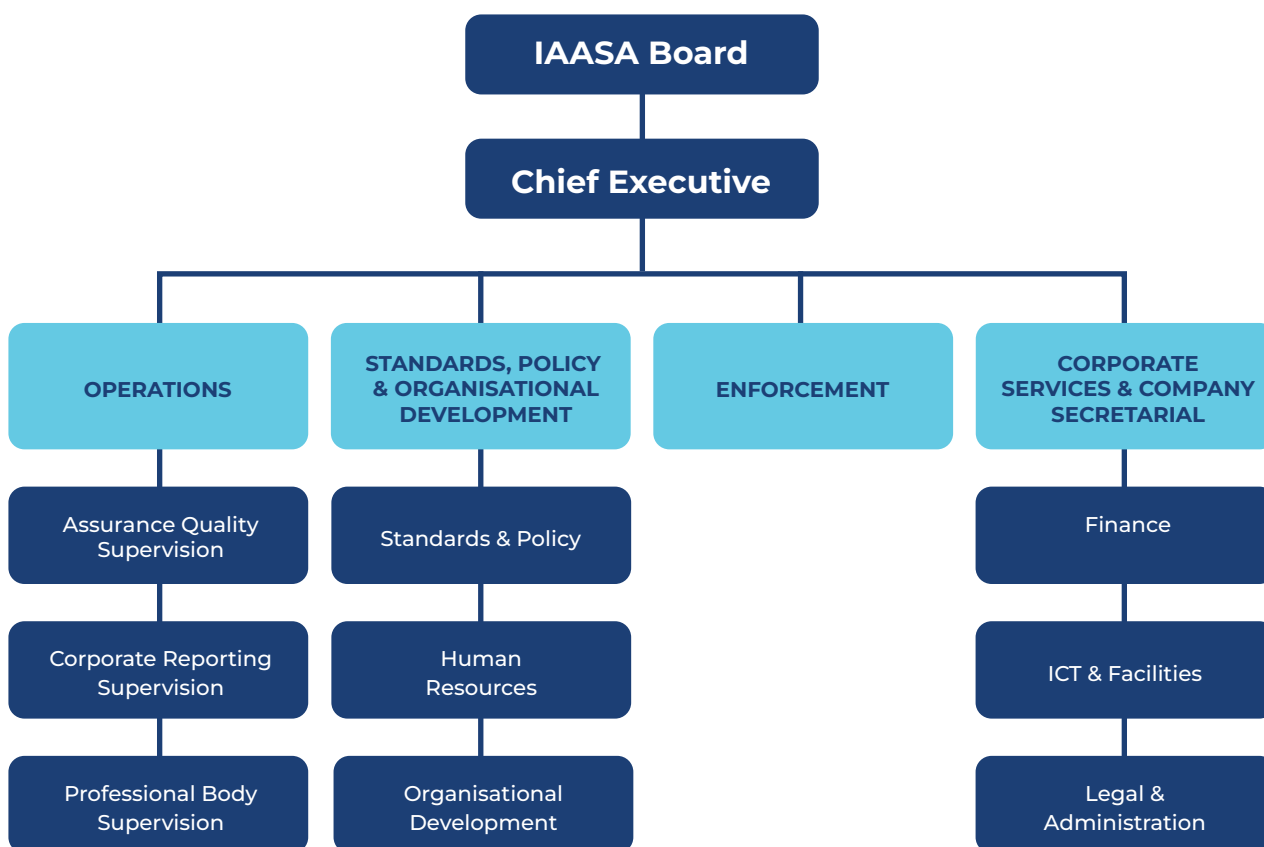 IAASA Board
Chief Executive
OPERATIONS
STANDARDS, POLICY
& ORGANISATIONAL
DEVELOPMENT
ENFORCEMENT
CORPORATE
SERVICES & COMPANY
SECRETARIAL
Assurance Quality
Supervision
Standards & Policy
Finance
Corporate Reporting
Supervision
Human
Resources
ICT & Facilities
Professional Body
Supervision
Organisational
Development
Legal &
Administration